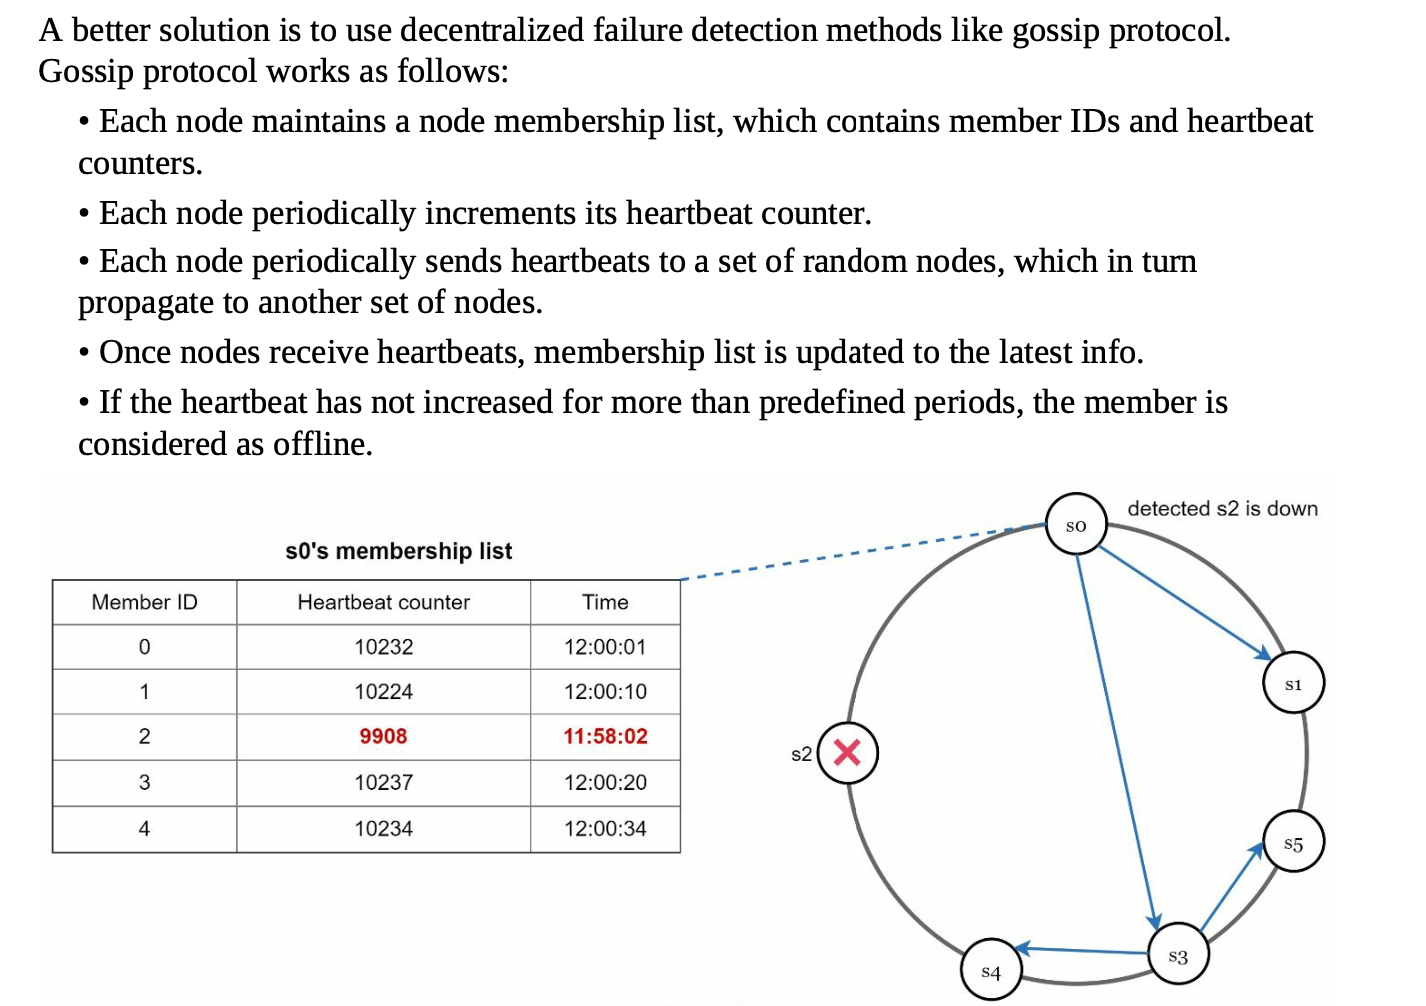 A better solution is to use decentralized failure detection methods like gossip protocol.
Gossip protocol works as follows:
• Each node maintains a node membership list, which contains member IDs and heartbeat
counters.
• Each node periodically increments its heartbeat counter.
• Each node periodically sends heartbeats to a set of random nodes, which in turn
propagate to another set of nodes.
• Once nodes receive heartbeats, membership list is updated to the latest info.
• If the heartbeat has not increased for more than predefined periods, the member is
considered as offline.
s0's membership list
Member ID Heartbeat counter Time
0 10232 12:00:01
1 10224 12:00:10
2 9908 11:58:02
3 10237 12:00:20
4 10234 12:00:34
s0
detected s2 is down
s1
s2
s5
s3
s4